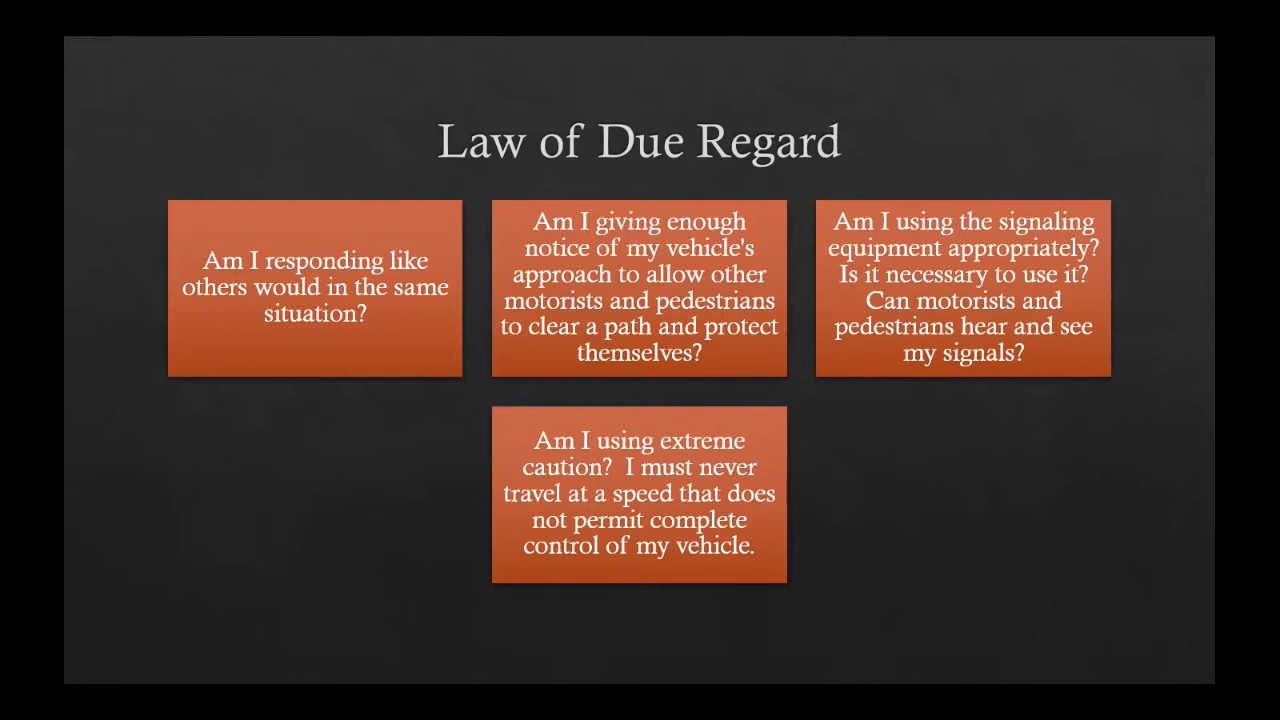 Law of Due Regard
Am I responding like
others would in the same
situation?
Am I giving enough
notice of my vehicle's
approach to allow other
motorists and pedestrians
to clear a path and protect
themselves?
Am I using the signaling
equipment appropriately?
Is it necessary to use it?
Can motorists and
pedestrians hear and see
my signals?
Am I using extreme
caution?  I must never
travel at a speed that does
not permit complete
control of my vehicle.